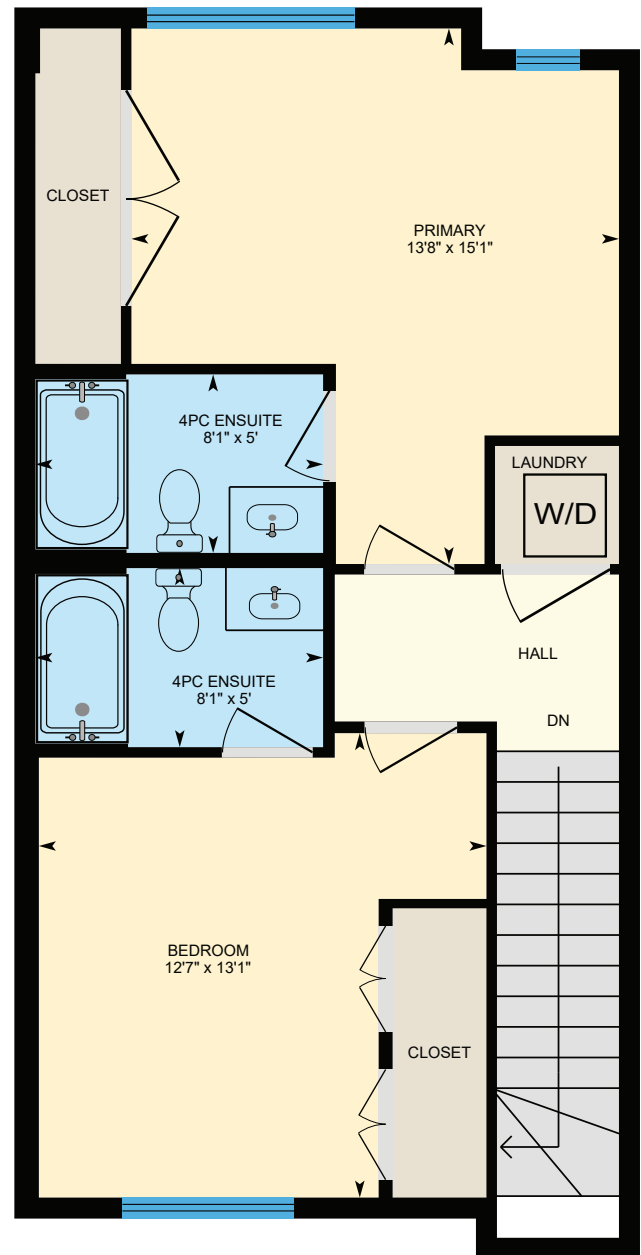 CLOSET
PRIMARY
13'8" x 15'1"
4PC ENSUITE
8'1" x 5'
LAUNDRY
W/D
HALL
4PC ENSUITE
8'1" x 5'
DN
BEDROOM
12'7" x 13'1"
CLOSET